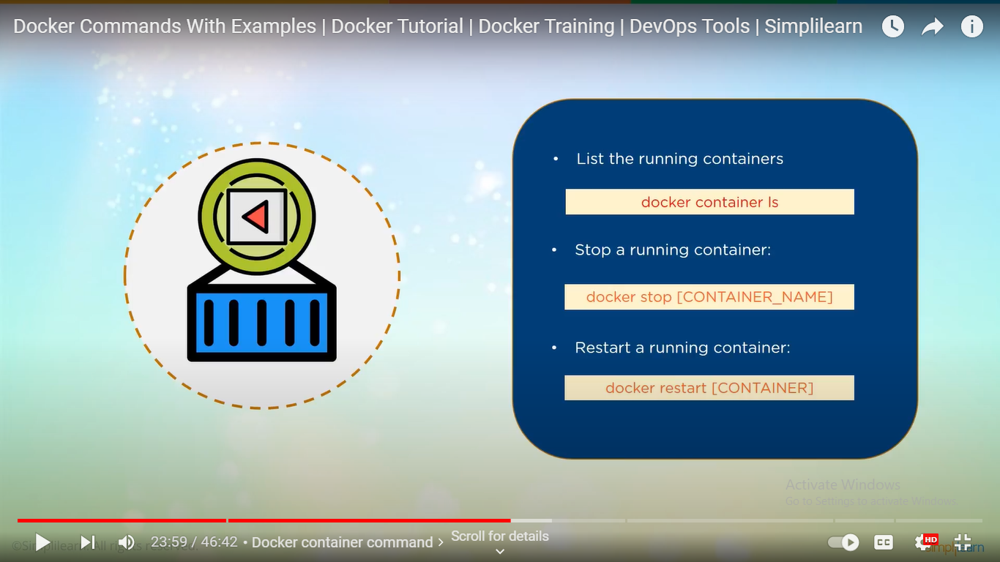 Docker Commands With Examples | Docker Tutorial | Docker Training | DevOps Tools | Simplilearn
• List the running containers
docker container ls
• Stop a running container:
docker stop [CONTAINER_NAME]
• Restart a running container:
docker restart [CONTAINER]
Activate Windows
Go to Settings to activate Windows.
Scroll for details
©Simplilearn. All rights reserved.
23:59 / 46:42 • Docker container command ›
CC
HD
simplilearn